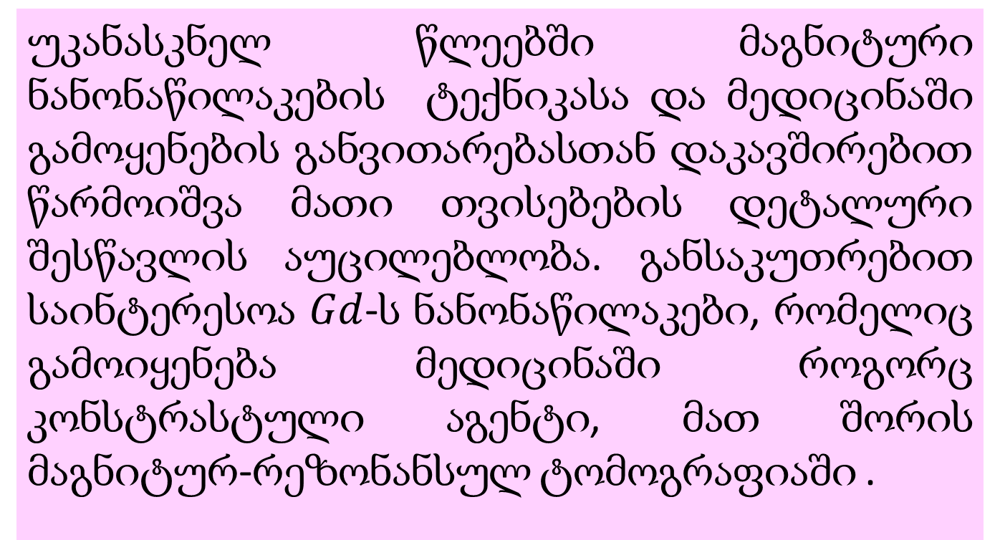 უკანასკნელ წლეებში მაგნიტური
ნანონაწილაკების ტექნიკასა და მედიცინაში
გამოყენების განვითარებასთან დაკავშირებით
წარმოიშვა მათი თვისებების დეტალური
შესწავლის აუცილებლობა. განსაკუთრებით
საინტერესოა Gd-ს ნანონაწილაკები, რომელიც
გამოიყენება მედიცინაში როგორც
კონსტრასტული აგენტი, მათ შორის
მაგნიტურ-რეზონანსულ ტომოგრაფიაში .